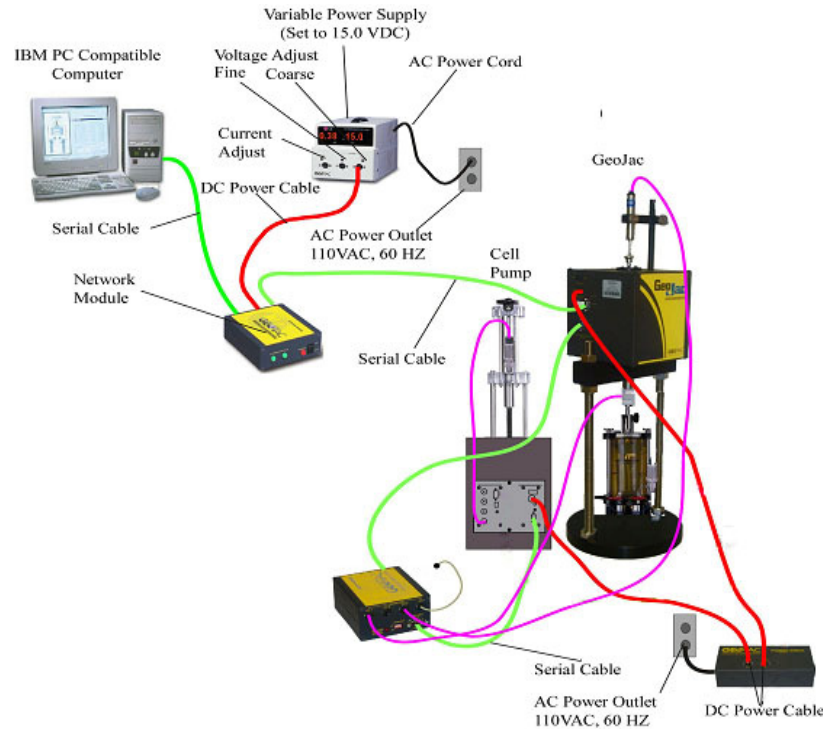 Variable Power Supply
(Set to 15.0 VDC)
IBM PC Compatible
Computer
Voltage Adjust
Fine
Coarse
AC Power Cord
Current
Adjust
GeoJac
DC Power Cable
Serial Cable
AC Power Outlet
110VAC, 60 HZ
Cell
Pump
Network
Module
Serial Cable
GeoJac
Serial Cable
AC Power Outlet
110VAC, 60 HZ
DC Power Cable